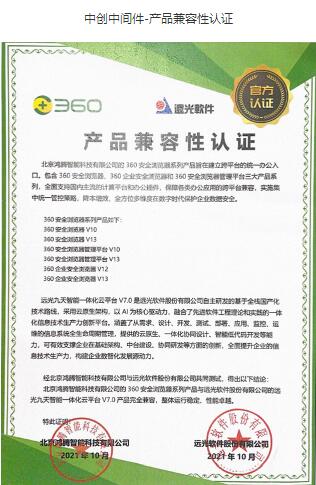 中创中间件-产品兼容性认证
360
远光软件
官方
认证
产品兼容性认证
北京鸿腾智能科技有限公司的 360 安全浏览器系列产品旨在建立跨平台的统一办公入
口,包含 360 安全浏览器、360 企业安全浏览器和 360 安全浏览器管理平台三大产品系
列,全面支持国内主流的计算平台和办公插件,保障各类办公应用的跨平台兼容,实施集
中统一管控策略,降本增效,全方位多维度在数字时代保护企业数据安全。
360 安全浏览器系列产品如下:
360 安全浏览器 V10
360 安全浏览器 V13
360 安全浏览器管理平台 V10
360 安全浏览器管理平台 V13
360 企业安全浏览器 V12
360 企业安全浏览器 V13
远光九天智能一体化云平台 V7.0 是远光软件股份有限公司自主研发的基于全栈国产化
技术路线,采用云原生架构,以 AI 为核心驱动力,融合了先进软件工程理论和实践的一体
化信息技术生产力创新平台,涵盖了从需求、设计、开发、测试、部署、应用、监控、运
维的信息系统全生命周期管理,提供的云原生、一体化协同设计、智能低代码开发等能
力,可有效支撑企业在基础架构、中台建设、协同研发等方面的创新,全面提升企业的信
息技术生产力,构建企业数智化发展源动力。
经北京鸿腾智能科技有限公司与远光软件股份有限公司共同测试,得出以下结论:
北京鸿腾智能科技有限公司的 360 安全浏览器系列产品与远光软件股份有限公司的远
光九天智能一体化云平台 V7.0 产品完全兼容,整体运行稳定,性能卓越。
特此证明。
北京鸿腾智能科技有限公司
远光软件股份有限公司
2021 年 10 月
2021 年 10 月